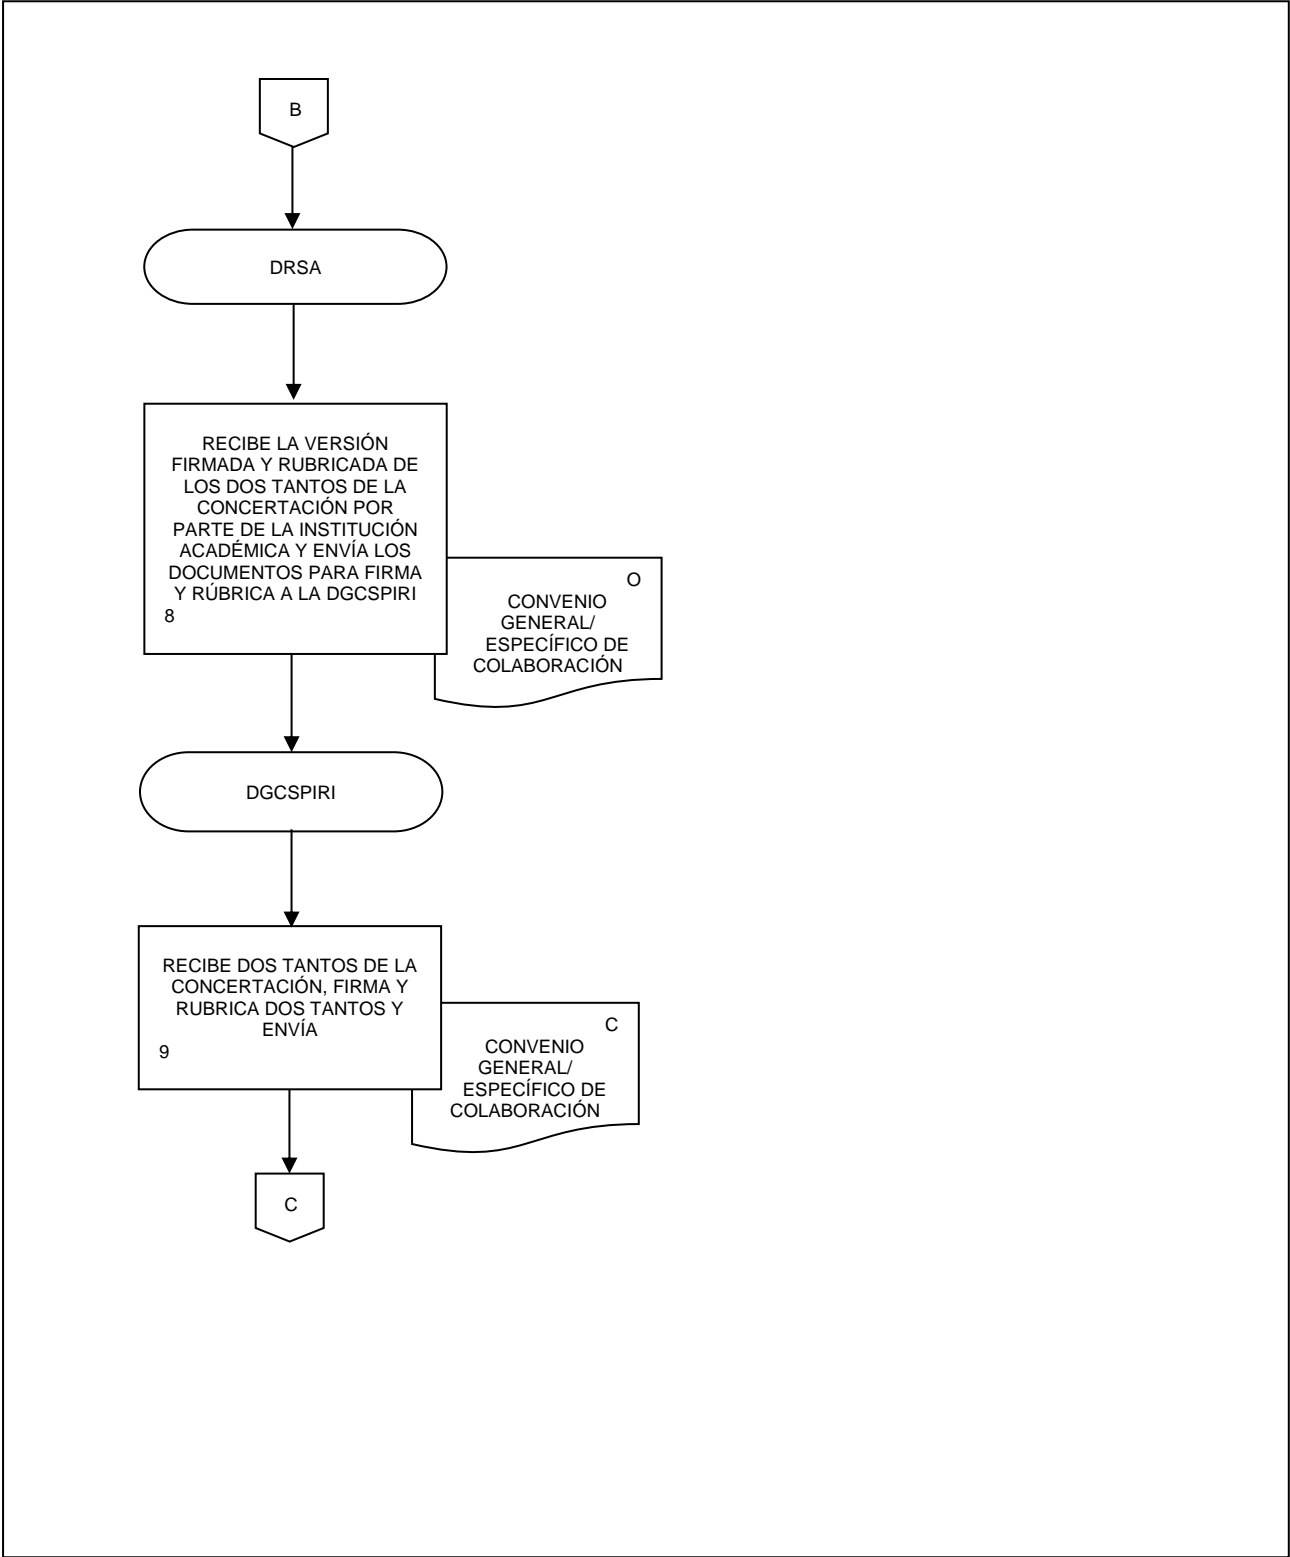 B
DRSA
RECIBE LA VERSIÓN
FIRMADA Y RUBRICADA DE
LOS DOS TANTOS DE LA
CONCERTACIÓN POR
PARTE DE LA INSTITUCIÓN
ACADÉMICA Y ENVÍA LOS
DOCUMENTOS PARA FIRMA
Y RÚBRICA A LA DGCSPIRI
8
O
CONVENIO
GENERAL/
ESPECÍFICO DE
COLABORACIÓN
DGCSPIRI
RECIBE DOS TANTOS DE LA
CONCERTACIÓN, FIRMA Y
RUBRICA DOS TANTOS Y
ENVÍA
9
C
CONVENIO
GENERAL/
ESPECÍFICO DE
COLABORACIÓN
C